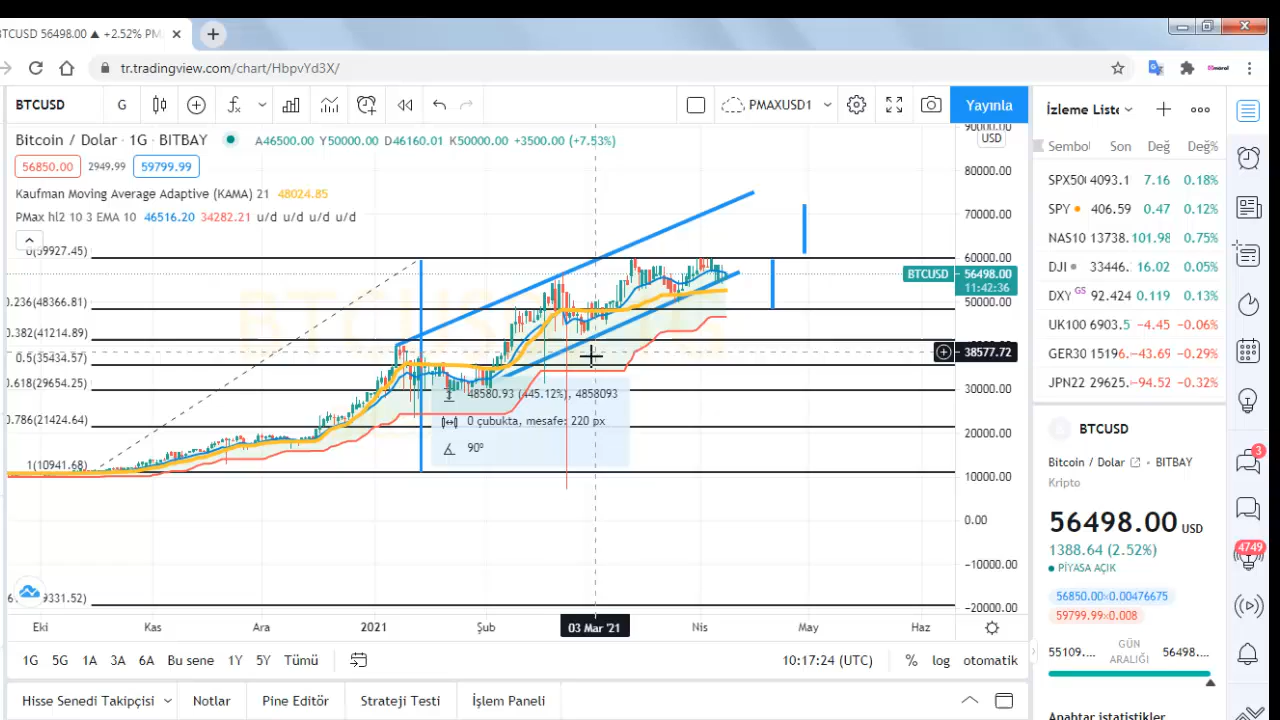 BTCUSD 56498.00 ▲ +2.52% PM
tr.tradingview.com/chart/HbpvYd3X/
BTCUSD G PMAXUSD1 Yayınla
Bitcoin / Dolar · 1G · BITBAY A46500.00 Y50000.00 D46160.01 K50000.00 +3500.00 (+7.53%)
56850.00 2949.99 59799.99
Kaufman Moving Average Adaptive (KAMA) 21 48024.85
PMax hl2 10 3 EMA 10 46516.20 34282.21 u/d u/d u/d u/d
0(59927.45)
0.236(48366.81)
0.382(41214.89)
0.5(35434.57)
0.618(29654.25)
0.786(21424.64)
1(10941.68)
9331.52)
48580.93 (445.12%), 4858093
0 çubukta, mesafe: 220 px
90º
90000.00
USD
80000.00
70000.00
60000.00
BTCUSD 56498.00
11:42:36
50000.00
38577.72
30000.00
20000.00
10000.00
0.00
−10000.00
−20000.00
Eki Kas Ara 2021 Şub 03 Mar '21 Nis May Haz
1G 5G 1A 3A 6A Bu sene 1Y 5Y Tümü 10:17:24 (UTC) % log otomatik
Hisse Senedi Takipçisi Notlar Pine Editör Strateji Testi İşlem Paneli
İzleme Liste
Sembol Son Değ Değ%
SPX500 4093.1 7.16 0.18%
SPY 406.59 0.47 0.12%
NAS10 13738. 101.98 0.75%
DJI 33446. 16.02 0.05%
DXY GS 92.424 0.119 0.13%
UK100 6903.5 −4.45 −0.06%
GER30 1519 −43.69 −0.29%
JPN22 29625. −94.52 −0.32%
BTCUSD
Bitcoin / Dolar · BITBAY
Kripto
56498.00 USD
1388.64 (2.52%)
PİYASA AÇIK
56850.00×0.00476675
59799.99×0.008
55109.... GÜN ARALIĞI 56498....
Anahtar istatistikler
3
4749